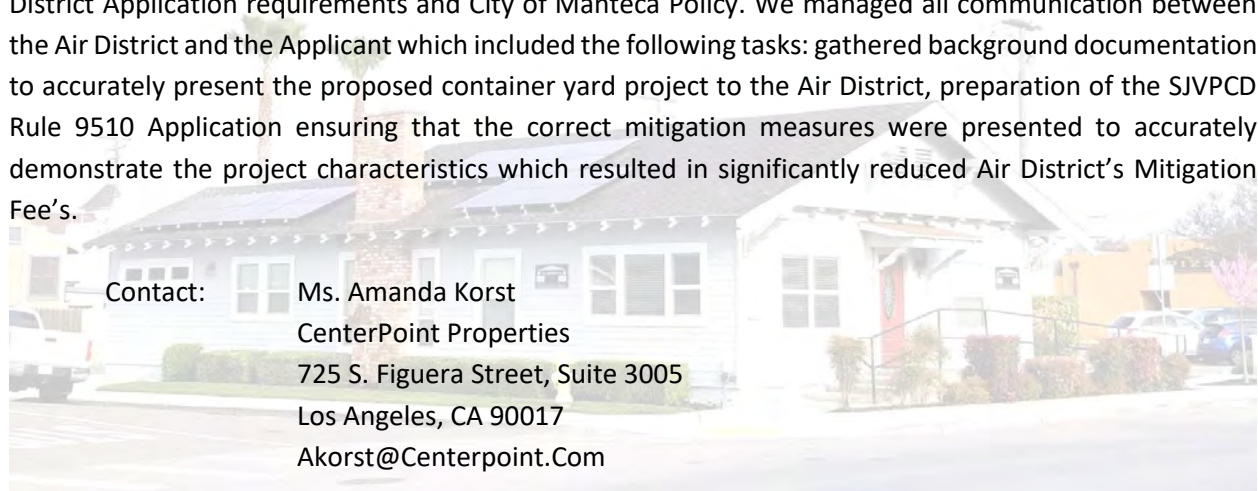 District Application requirements and City of Manteca Policy. We managed all communication between
the Air District and the Applicant which included the following tasks: gathered background documentation
to accurately present the proposed container yard project to the Air District, preparation of the SJVPCD
Rule 9510 Application ensuring that the correct mitigation measures were presented to accurately
demonstrate the project characteristics which resulted in significantly reduced Air District’s Mitigation
Fee’s.
Contact: Ms. Amanda Korst
CenterPoint Properties
725 S. Figuera Street, Suite 3005
Los Angeles, CA 90017
Akorst@Centerpoint.Com